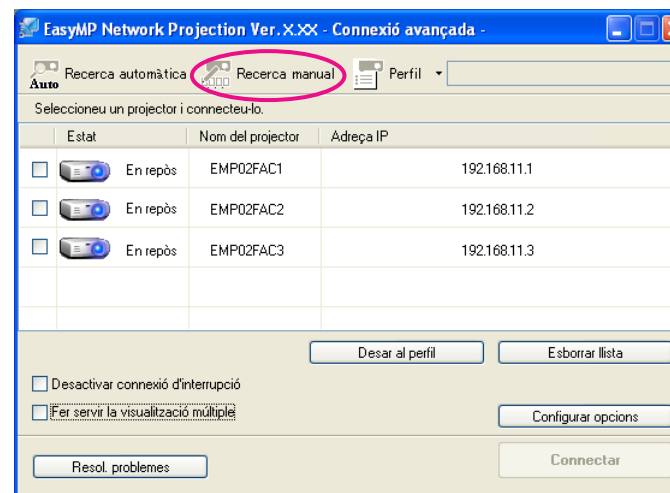 EasyMP Network Projection Ver.X.XX - Connexió avançada -
Auto Recerca automàtica Recerca manual Perfil
Seleccioneu un projector i connecteu-lo.
Estat Nom del projector Adreça IP
En repòs EMP02FAC1 192.168.11.1
En repòs EMP02FAC2 192.168.11.2
En repòs EMP02FAC3 192.168.11.3
Desar al perfil Esborrar llista
Desactivar connexió d'interrupció
Fer servir la visualització múltiple
Configurar opcions
Resol. problemes Connectar